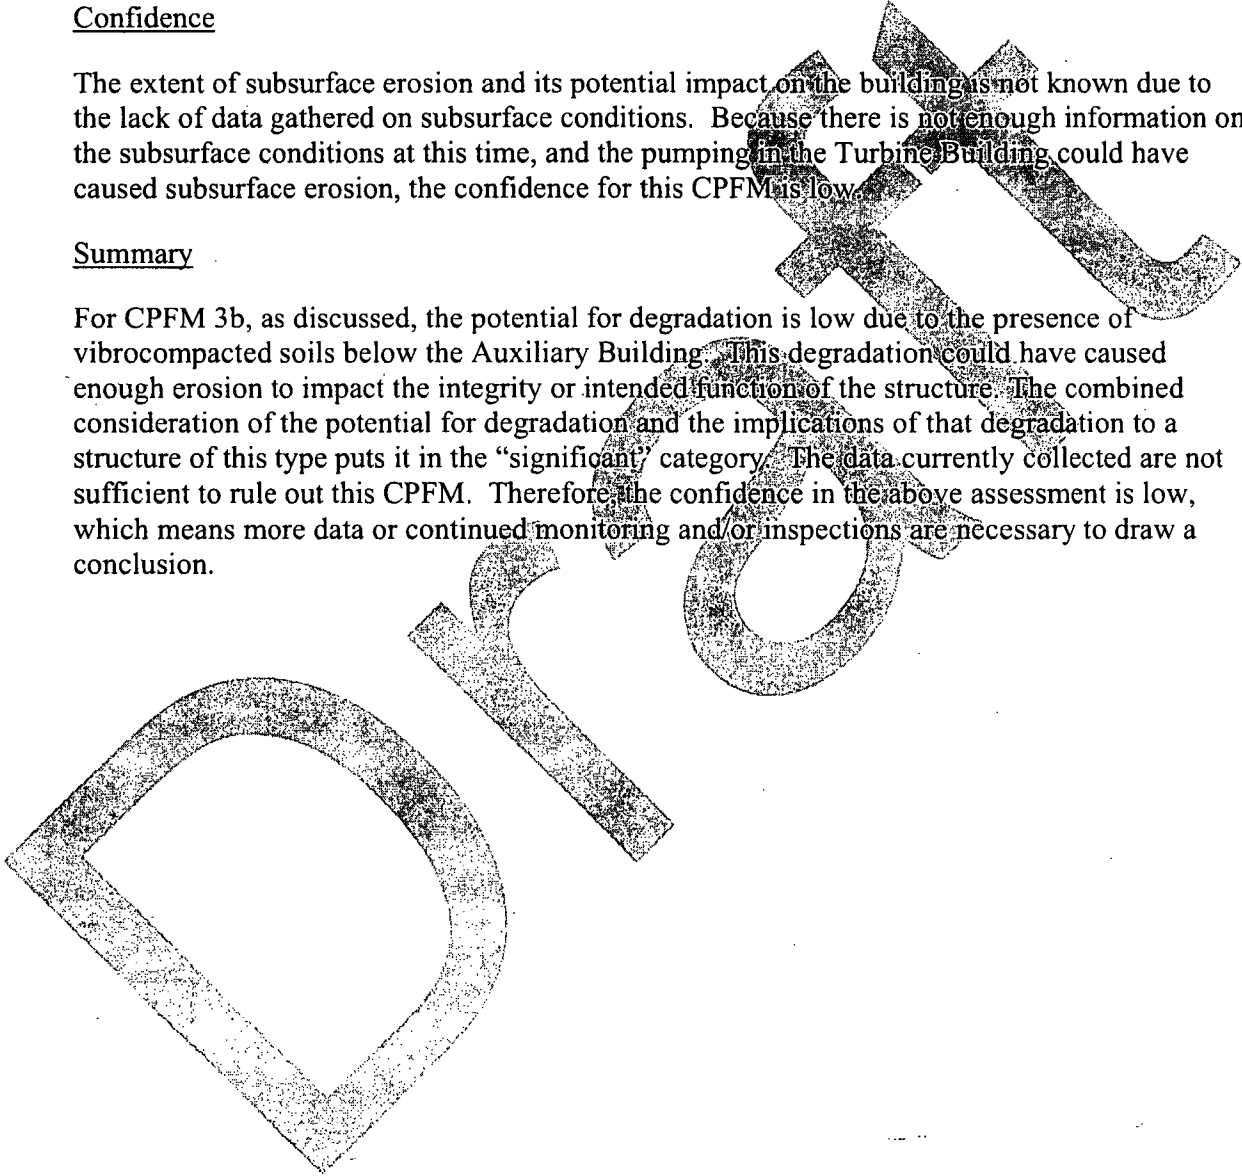 Confidence
The extent of subsurface erosion and its potential impact on the building is not known due to
the lack of data gathered on subsurface conditions. Because there is not enough information on
the subsurface conditions at this time, and the pumping in the Turbine Building could have
caused subsurface erosion, the confidence for this CPFM is low.
Summary
For CPFM 3b, as discussed, the potential for degradation is low due to the presence of
vibrocompacted soils below the Auxiliary Building. This degradation could have caused
enough erosion to impact the integrity or intended function of the structure. The combined
consideration of the potential for degradation and the implications of that degradation to a
structure of this type puts it in the “significant” category. The data currently collected are not
sufficient to rule out this CPFM. Therefore, the confidence in the above assessment is low,
which means more data or continued monitoring and/or inspections are necessary to draw a
conclusion.
Draft